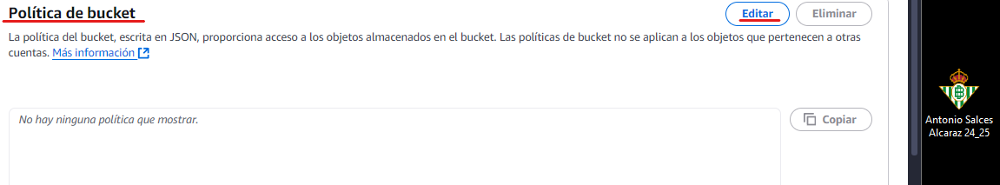 Política de bucket
Editar
Eliminar
La política del bucket, escrita en JSON, proporciona acceso a los objetos almacenados en el bucket. Las políticas de bucket no se aplican a los objetos que pertenecen a otras
cuentas. Más información
No hay ninguna política que mostrar.
Copiar
Antonio Salces
Alcaraz 24_25